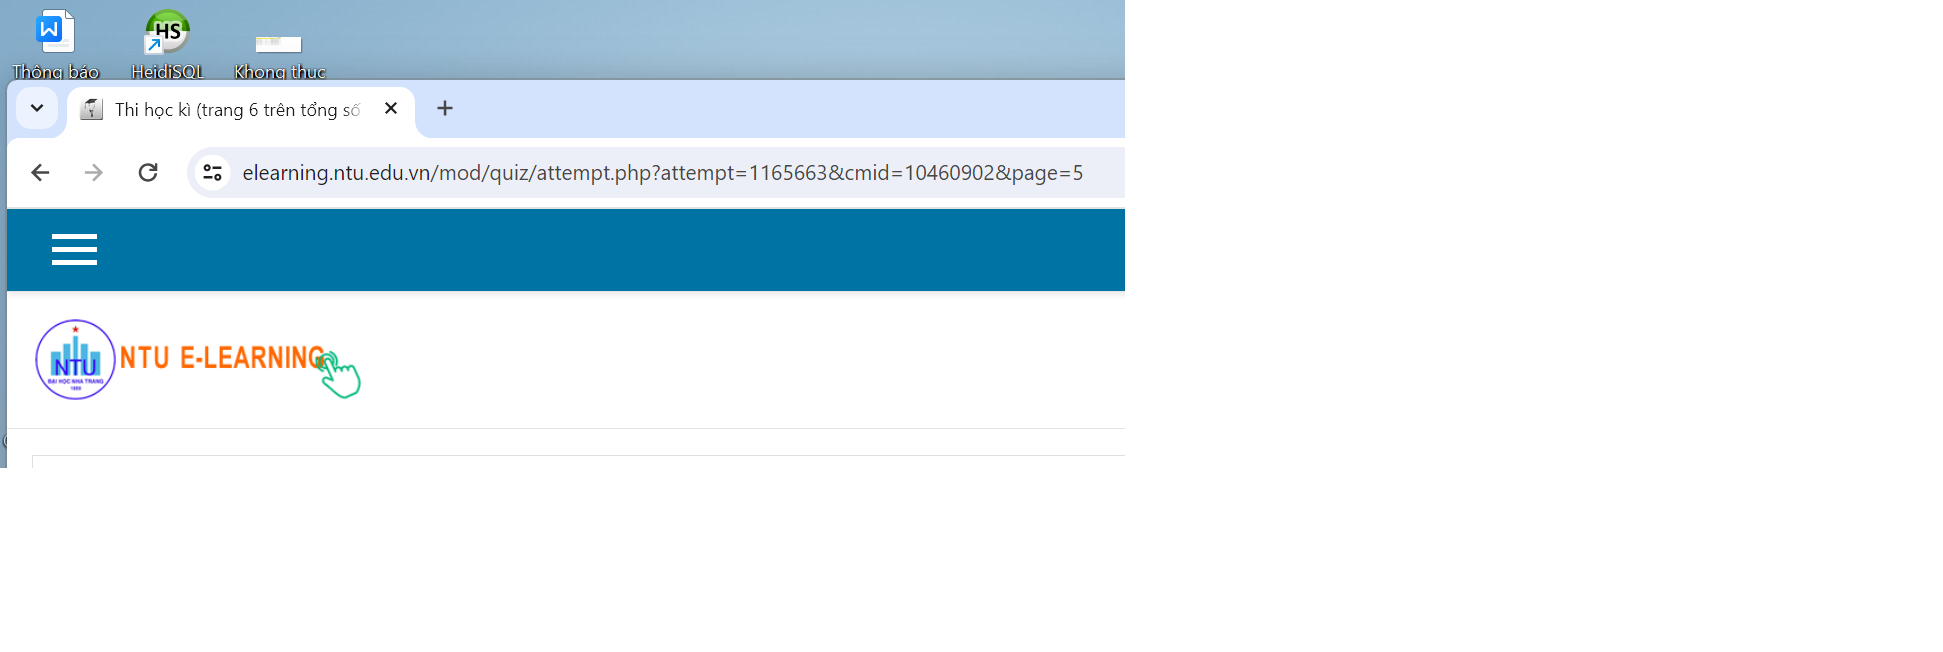 Thông báo
HeidiSQL
Khong thuc
HS
Thi học kì (trang 6 trên tổng số
elearning.ntu.edu.vn/mod/quiz/attempt.php?attempt=1165663&cmid=10460902&page=5
NTU
ĐẠI HỌC NHA TRANG
NTU E-LEARNING